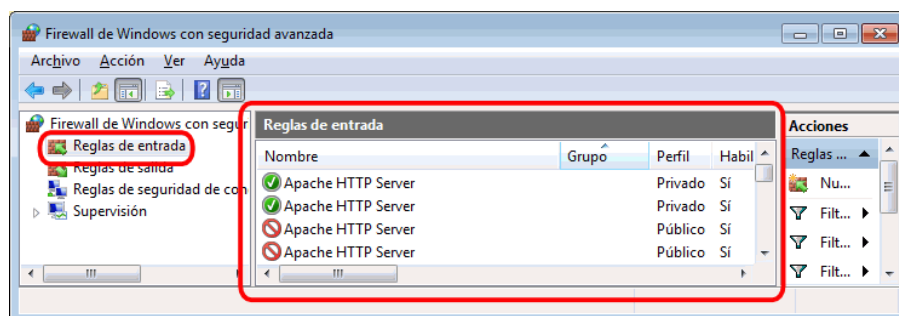 Firewall de Windows con seguridad avanzada
Archivo Acción Ver Ayuda
Firewall de Windows con segur
Reglas de entrada
Reglas de salida
Reglas de seguridad de con
Supervisión
Reglas de entrada
Nombre Grupo Perfil Habil
Apache HTTP Server Privado Sí
Apache HTTP Server Privado Sí
Apache HTTP Server Público Sí
Apache HTTP Server Público Sí
Acciones
Reglas ...
Nu...
Filt...
Filt...
Filt...